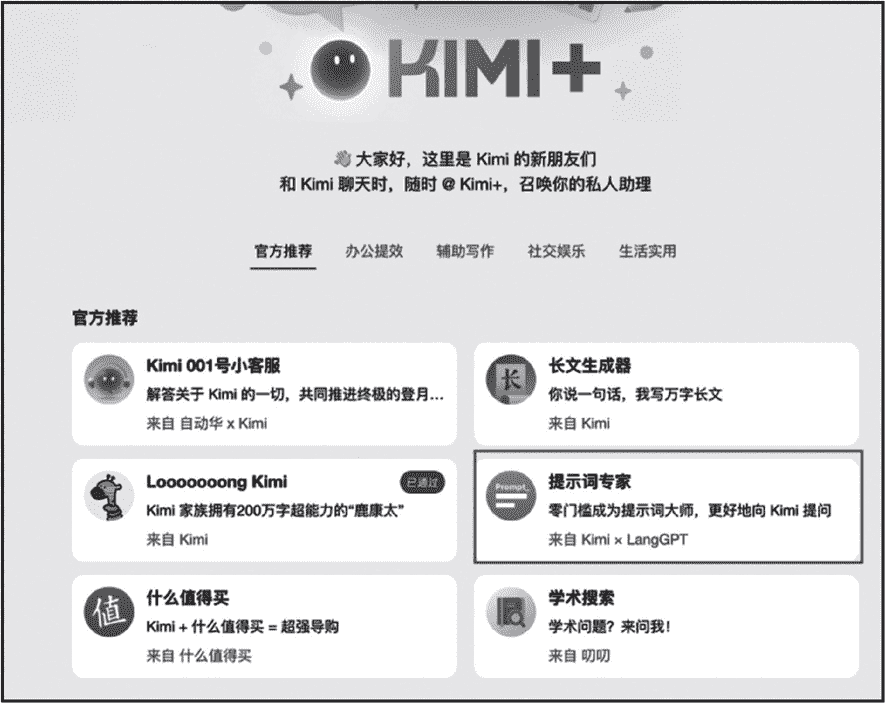 KIMI+
👋 大家好，这里是 Kimi 的新朋友们
和 Kimi 聊天时，随时 @ Kimi+，召唤你的私人助理
官方推荐 办公提效 辅助写作 社交娱乐 生活实用
官方推荐
Kimi 001号小客服
解答关于 Kimi 的一切，共同推进终极的登月...
来自 自动华 x Kimi
长
长文生成器
你说一句话，我写万字长文
来自 Kimi
Looooooong Kimi
已通过
Kimi 家族拥有200万字超能力的“鹿康太”
来自 Kimi
Prompt
提示词专家
零门槛成为提示词大师，更好地向 Kimi 提问
来自 Kimi × LangGPT
值
什么值得买
Kimi + 什么值得买 = 超强导购
来自 什么值得买
学术搜索
学术问题？来问我！
来自 叨叨